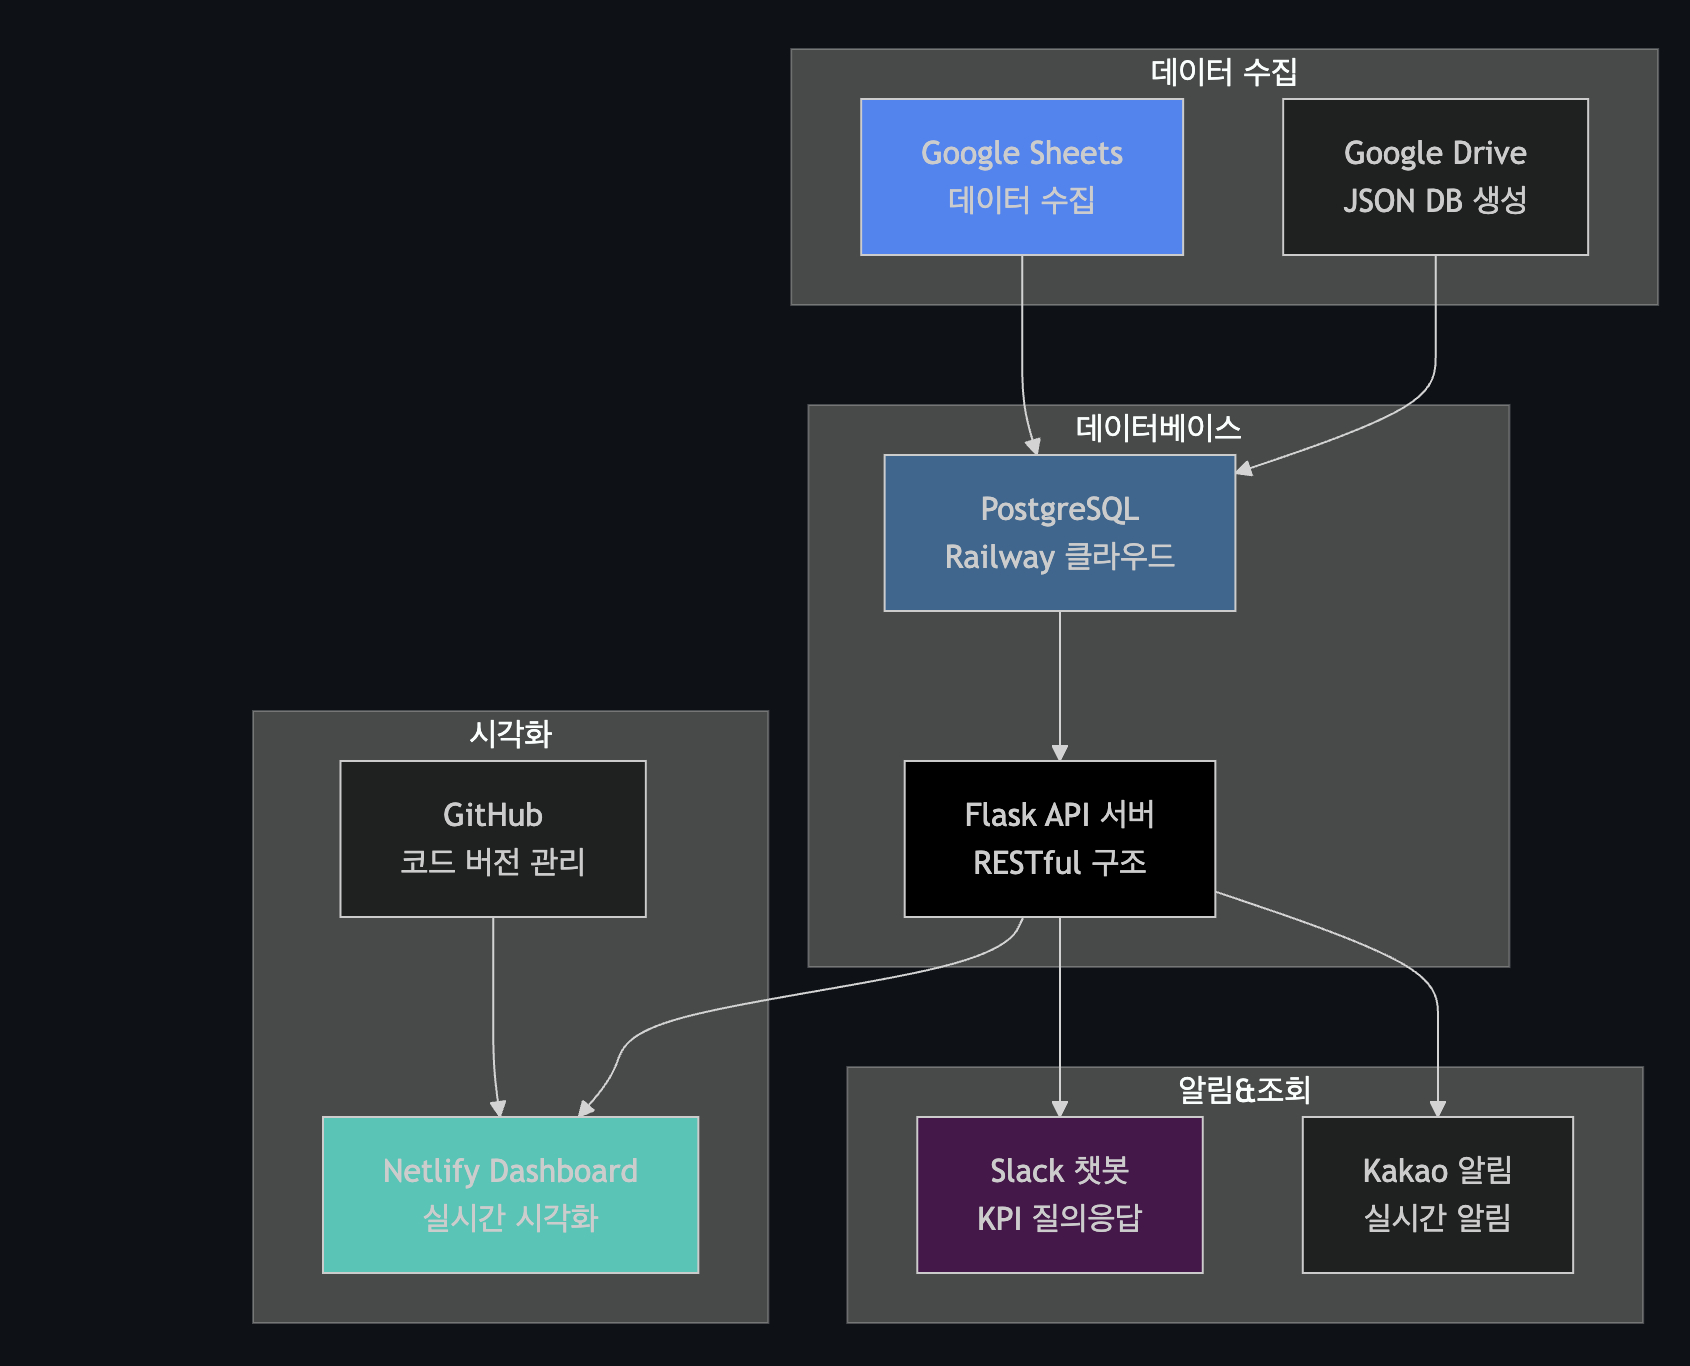 데이터 수집
Google Sheets
데이터 수집
Google Drive
JSON DB 생성
데이터베이스
PostgreSQL
Railway 클라우드
시각화
GitHub
코드 버전 관리
Flask API 서버
RESTful 구조
Netlify Dashboard
실시간 시각화
알림&조회
Slack 챗봇
KPI 질의응답
Kakao 알림
실시간 알림